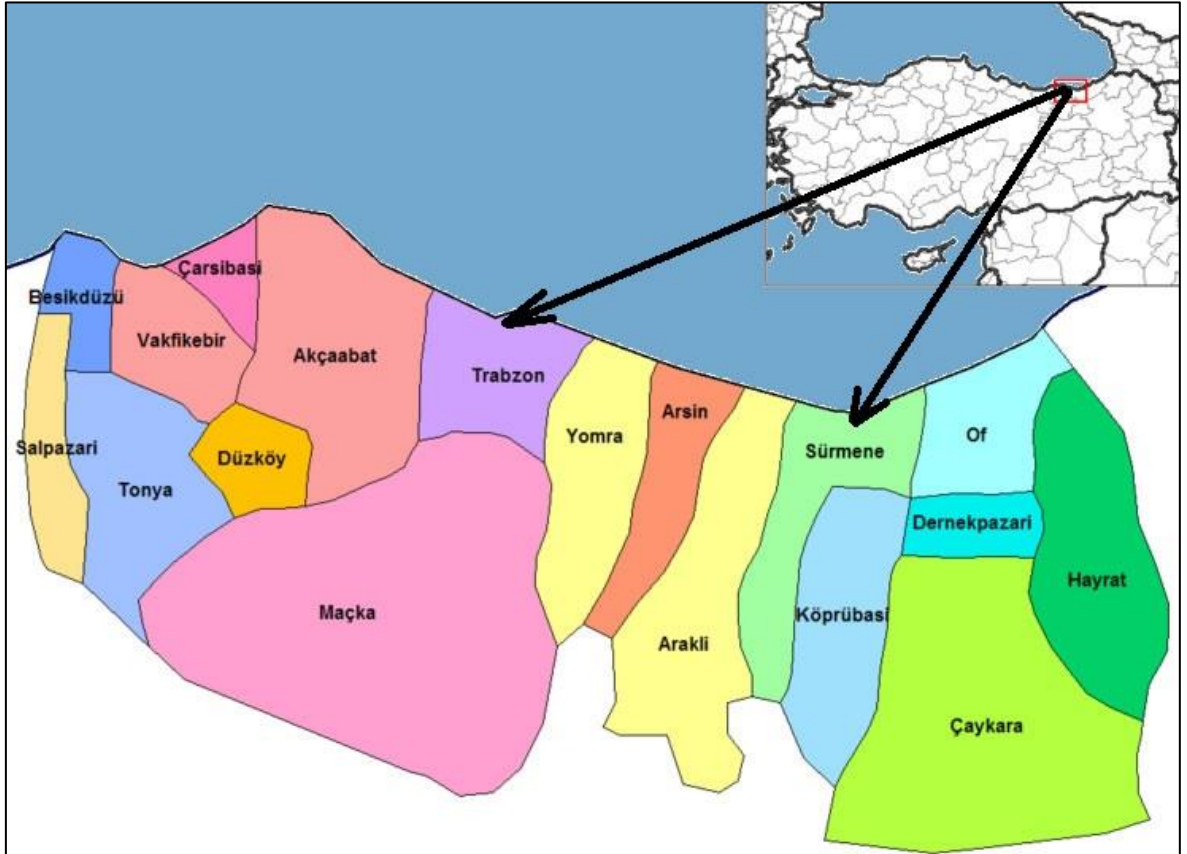 Çarsibasi
Besikdüzü
Vakfikebir
Akçaabat
Trabzon
Arsin
Yomra
Of
Salpazari
Düzköy
Sürmene
Tonya
Dernekpazari
Hayrat
Maçka
Köprübasi
Arakli
Çaykara